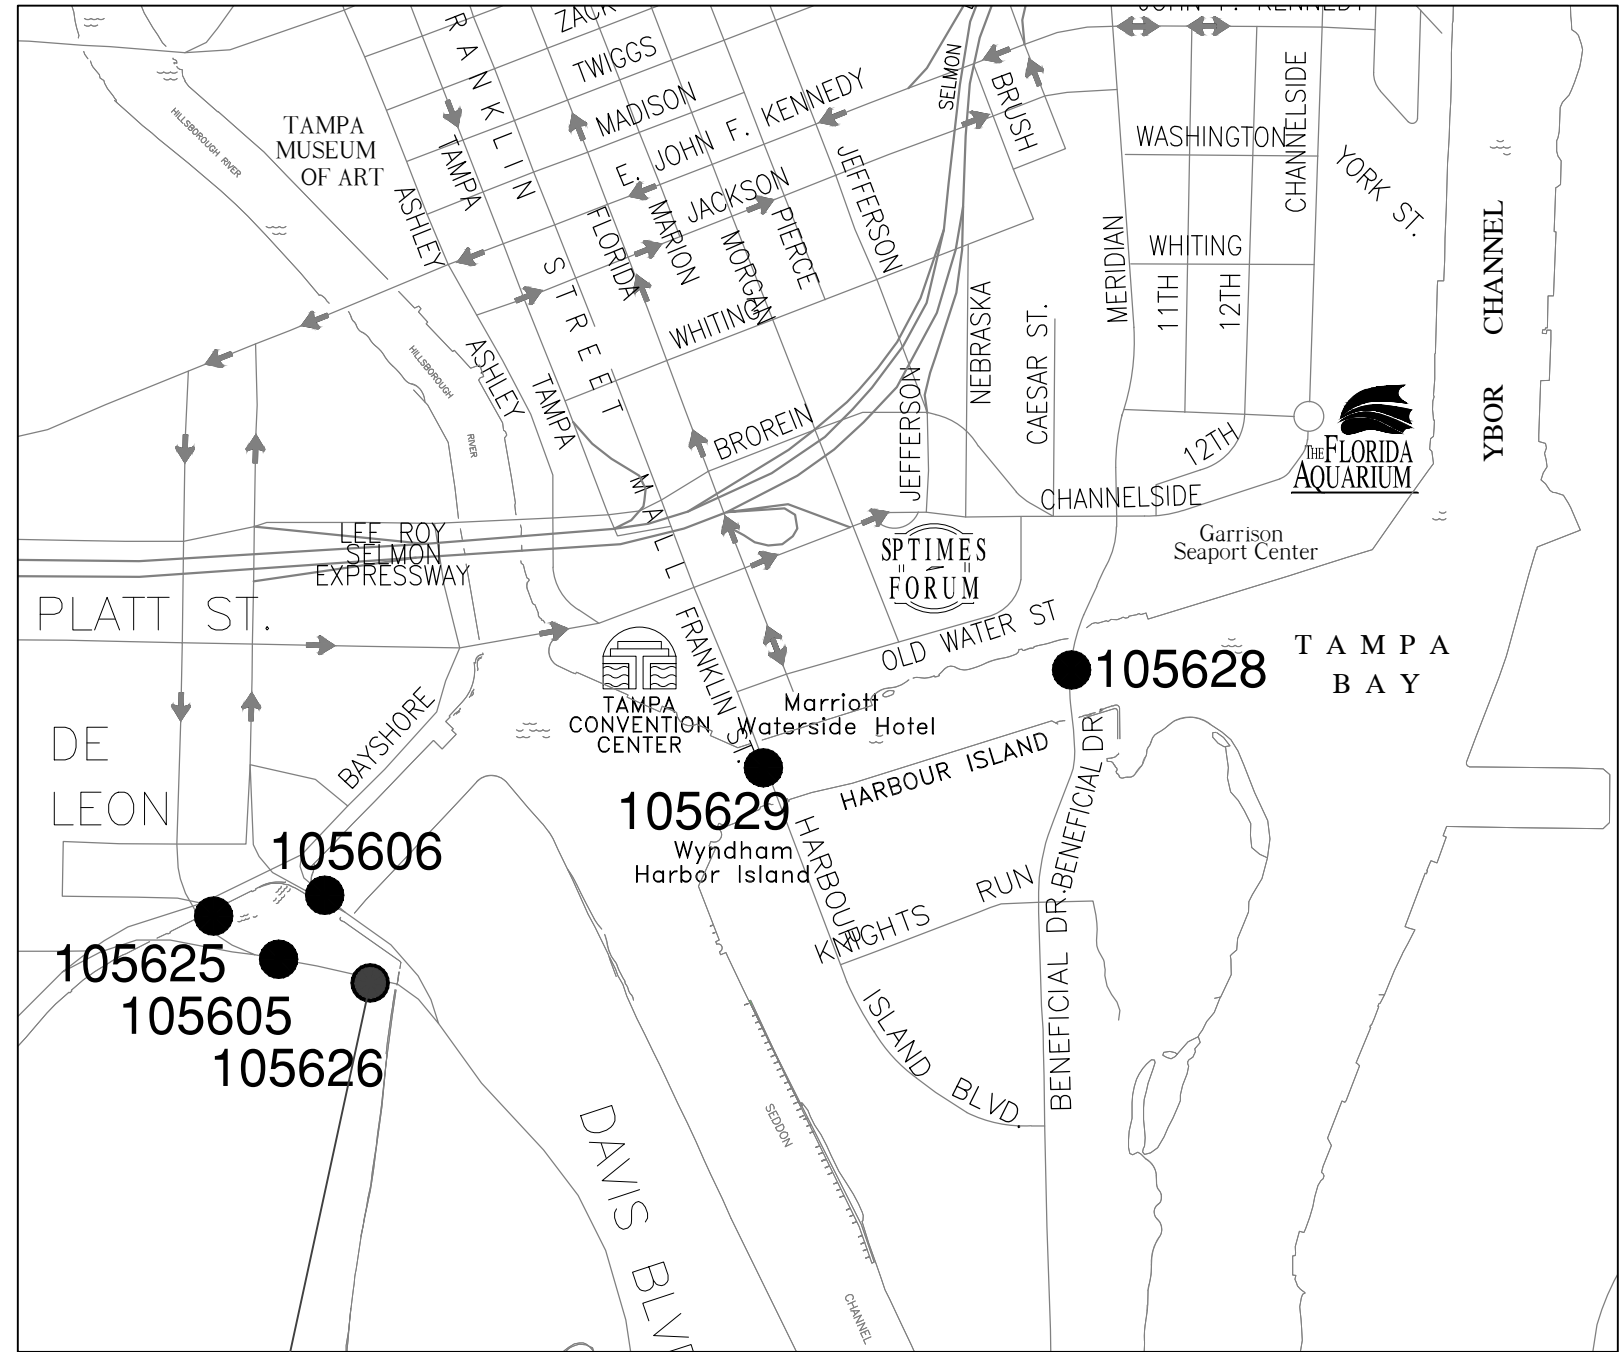 JOHN F. KENNEDY
ZACK
TWIGGS
MADISON
E. JOHN F. KENNEDY
JACKSON
WHITING
BROREIN
FRANKLIN
STREET
MALL
TAMPA
MUSEUM
OF ART
HILLSBOROUGH RIVER
HILLSBOROUGH
RIVER
ASHLEY
TAMPA
ASHLEY
TAMPA
FLORIDA
MARION
MORGAN
PIERCE
JEFFERSON
SELMON
BRUSH
MERIDIAN
WASHINGTON
CHANNELSIDE
YORK ST.
WHITING
11TH
12TH
NEBRASKA
CAESAR ST.
JEFFERSON
12TH
CHANNELSIDE
YBOR CHANNEL
THE FLORIDA
AQUARIUM
Garrison
Seaport Center
SPTIMES
FORUM
LEE ROY
SELMON
EXPRESSWAY
PLATT ST.
OLD WATER ST
TAMPA
BAY
105628
TAMPA
CONVENTION
CENTER
FRANKLIN ST.
Marriott
Waterside Hotel
DE
LEON
BAYSHORE
HARBOUR ISLAND
BENEFICIAL DR.
105629
Wyndham
Harbor Island
HARBOUR
KNIGHTS RUN
ISLAND BLVD.
BENEFICIAL DR.
105606
105625
105605
105626
SEDDON
CHANNEL
DAVIS BLVD